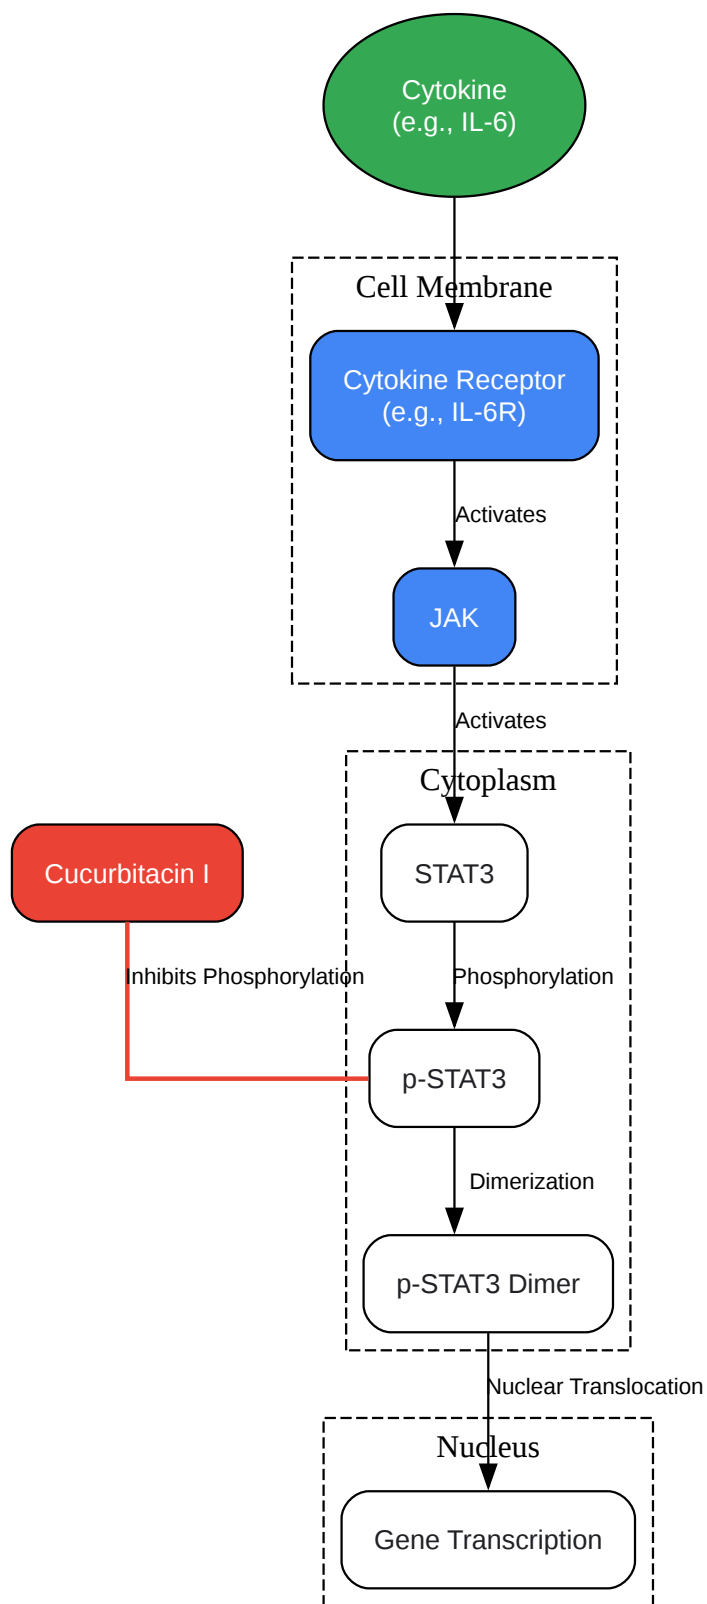 Cytokine
(e.g., IL-6)
Cell Membrane
Cytokine Receptor
(e.g., IL-6R)
Activates
JAK
Activates
Cytoplasm
Cucurbitacin I
STAT3
Inhibits Phosphorylation
Phosphorylation
p-STAT3
Dimerization
p-STAT3 Dimer
Nuclear Translocation
Nucleus
Gene Transcription